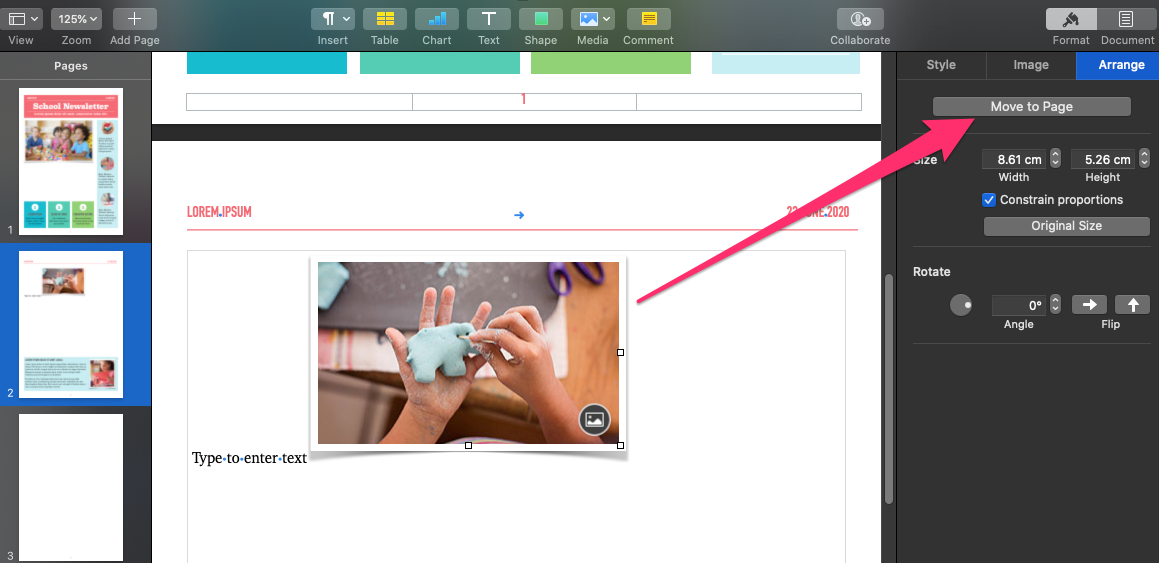 125%
View
Zoom
Add Page
Insert
Table
Chart
Text
Shape
Media
Comment
Collaborate
Format
Document
Pages
School Newsletter
1
2
3
1
LOREM IPSUM
JUNE 2020
Type to enter text
Style
Image
Arrange
Move to Page
Size
8.61 cm
5.26 cm
Width
Height
Constrain proportions
Original Size
Rotate
0°
Angle
Flip